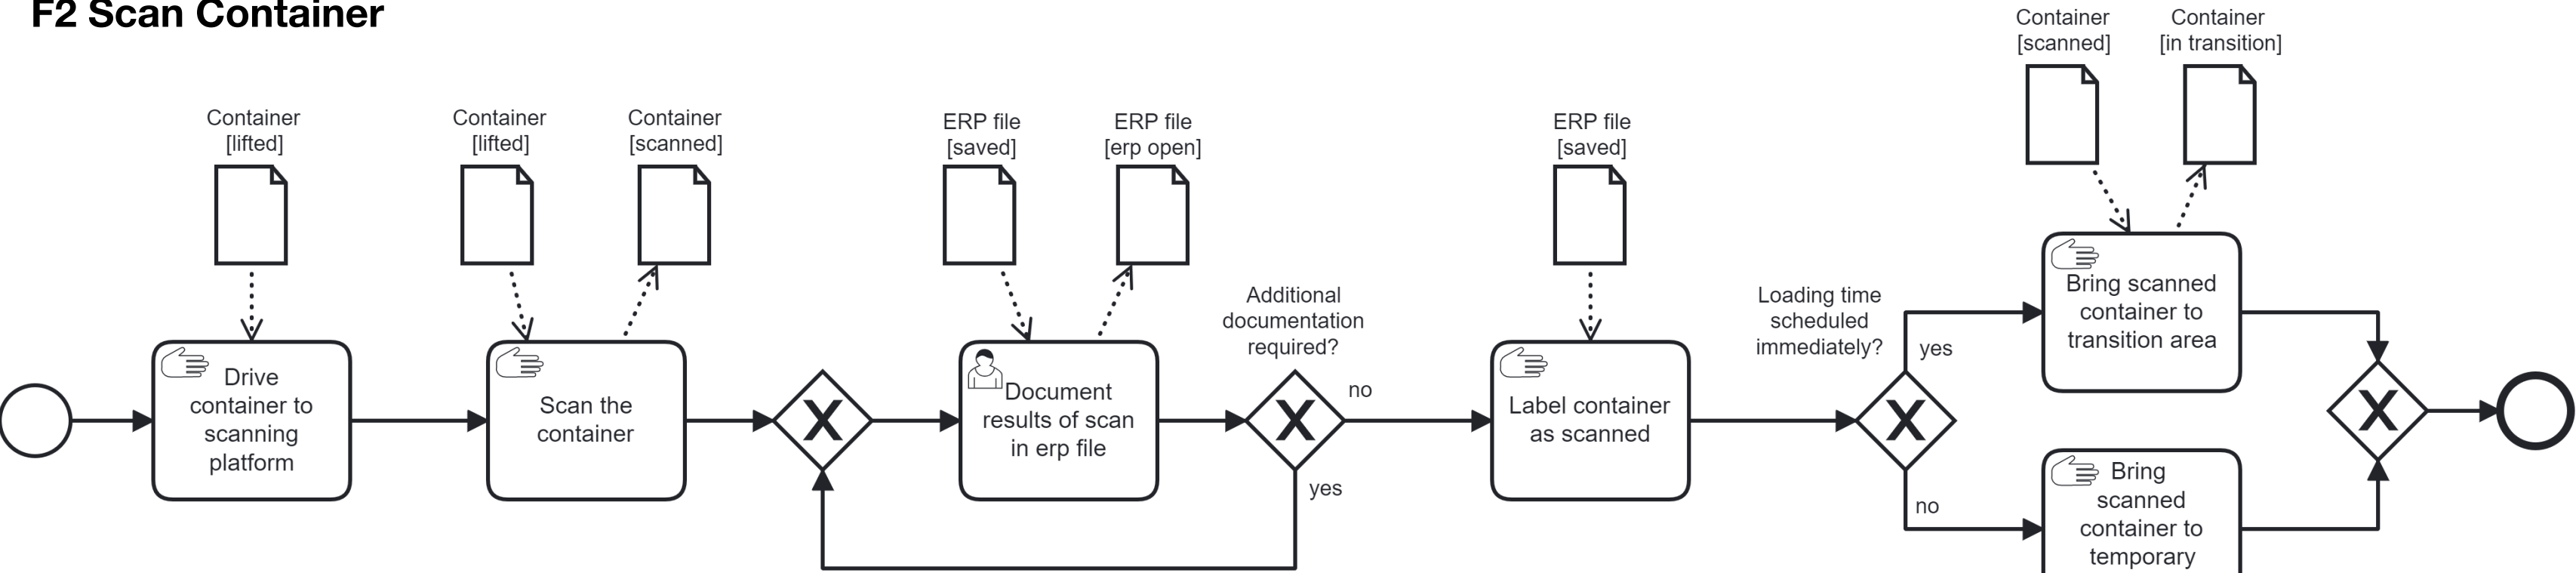 F2 Scan Container
Container
[lifted]
Container
[lifted]
Container
[scanned]
ERP file
[saved]
ERP file
[erp open]
ERP file
[saved]
Container
[scanned]
Container
[in transition]
Drive
container to
scanning
platform
Scan the
container
X
Document
results of scan
in erp file
Additional
documentation
required?
X
no
yes
Label container
as scanned
Loading time
scheduled
immediately?
X
yes
no
Bring scanned
container to
transition area
Bring
scanned
container to
temporary
X